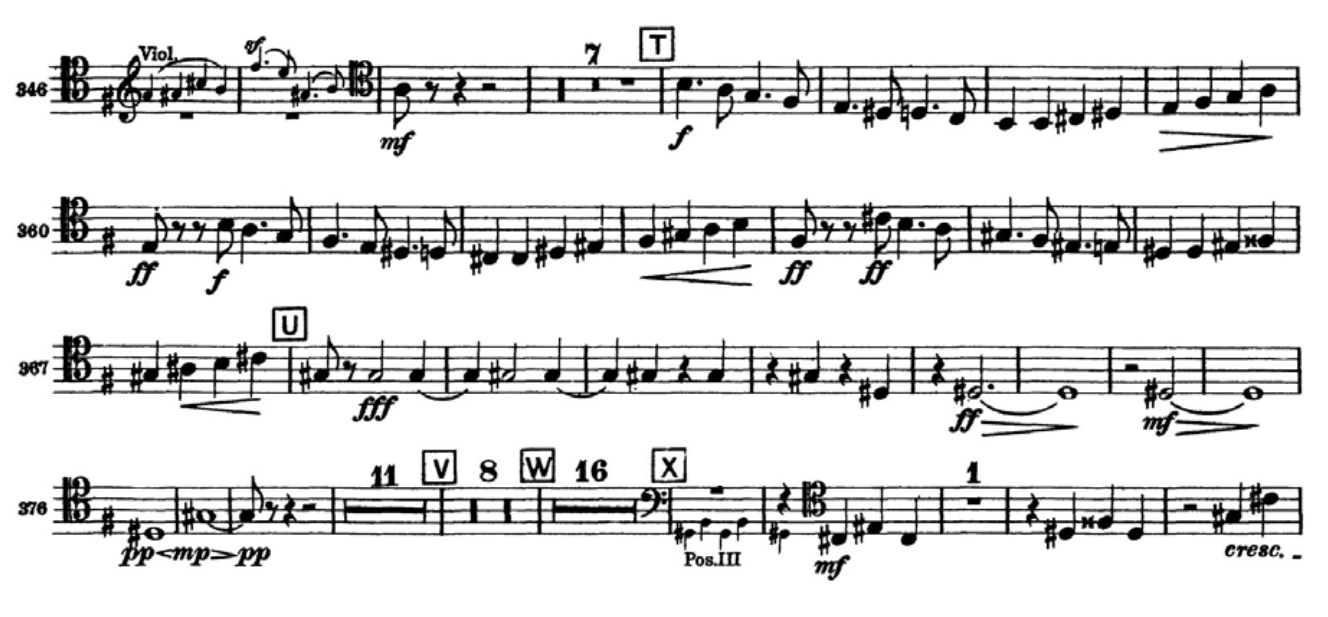 Viol. sf 7 T
346
mf f
360
ff f ff ff
U
367
fff ff mf
11 V 8 W 16 X 1
376
pp mp pp Pos.III mf cresc.